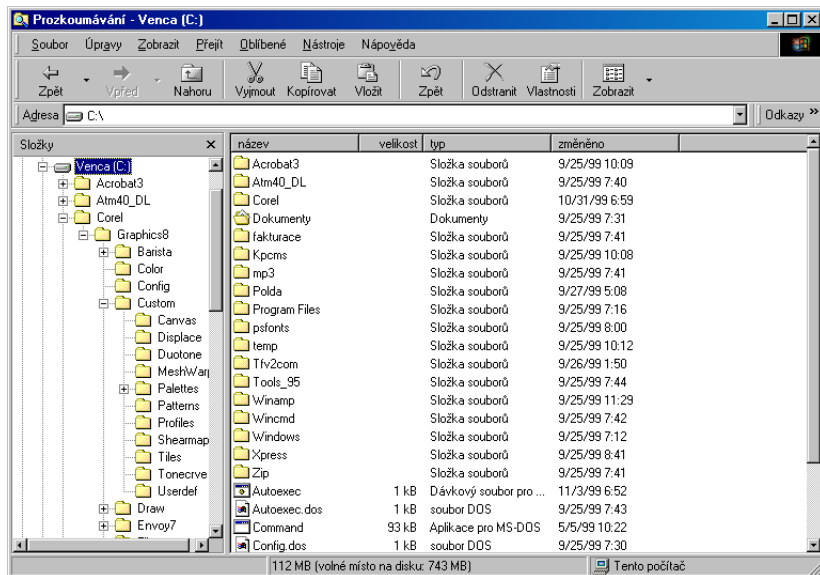 Prozkoumávání - Venca (C:)
Soubor Úpravy Zobrazit Přejít Oblíbené Nástroje Nápověda
Zpět Vpřed Nahoru Vyjmout Kopírovat Vložit Zpět Odstranit Vlastnosti Zobrazit
Adresa C:\ Odkazy »
Složky
Venca (C:)
Acrobat3
Atm40_DL
Corel
Graphics8
Barista
Color
Config
Custom
Canvas
Displace
Duotone
MeshWar
Palettes
Patterns
Profiles
Shearmap
Tiles
Tonecrve
Userdef
Draw
Envoy7
název velikost typ změněno
Acrobat3 Složka souborů 9/25/99 10:09
Atm40_DL Složka souborů 9/25/99 7:40
Corel Složka souborů 10/31/99 6:59
Dokumenty Dokumenty 9/25/99 7:31
fakturace Složka souborů 9/25/99 7:41
Kpcms Složka souborů 9/25/99 10:08
mp3 Složka souborů 9/25/99 7:41
Polda Složka souborů 9/27/99 5:08
Program Files Složka souborů 9/25/99 7:16
psfonts Složka souborů 9/25/99 8:00
temp Složka souborů 9/25/99 10:12
Tfv2com Složka souborů 9/26/99 1:50
Tools_95 Složka souborů 9/25/99 7:44
Winamp Složka souborů 9/25/99 11:29
Wincmd Složka souborů 9/25/99 7:42
Windows Složka souborů 9/25/99 7:12
Xpress Složka souborů 9/25/99 8:41
Zip Složka souborů 9/25/99 7:41
Autoexec 1 kB Dávkový soubor pro ... 11/3/99 6:52
Autoexec.dos 1 kB soubor DOS 9/25/99 7:43
Command 93 kB Aplikace pro MS-DOS 5/5/99 10:22
Config.dos 1 kB soubor DOS 9/25/99 7:30
112 MB (volné místo na disku: 743 MB) Tento počítač